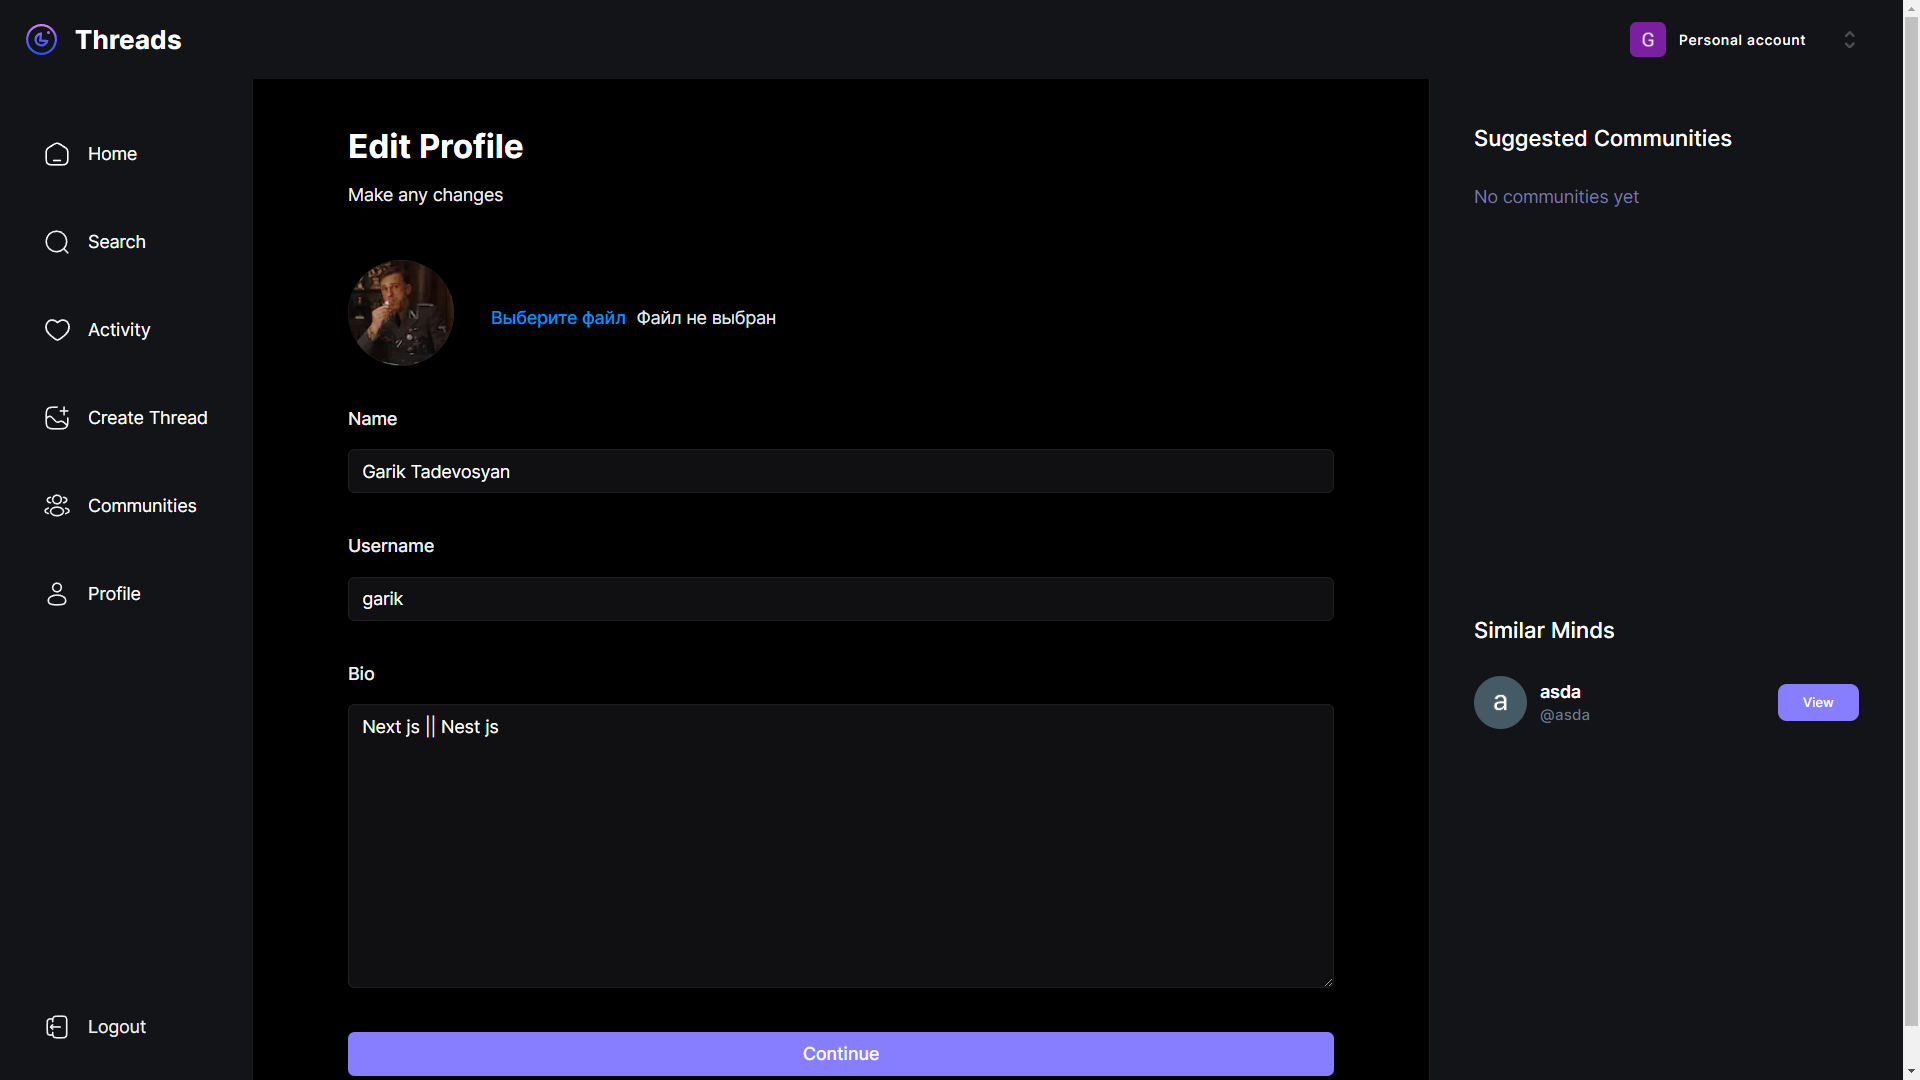 Threads
G Personal account
Home
Search
Activity
Create Thread
Communities
Profile
Logout
Edit Profile
Make any changes
Выберите файл Файл не выбран
Name
Garik Tadevosyan
Username
garik
Bio
Next js || Nest js
Continue
Suggested Communities
No communities yet
Similar Minds
a
asda
@asda
View